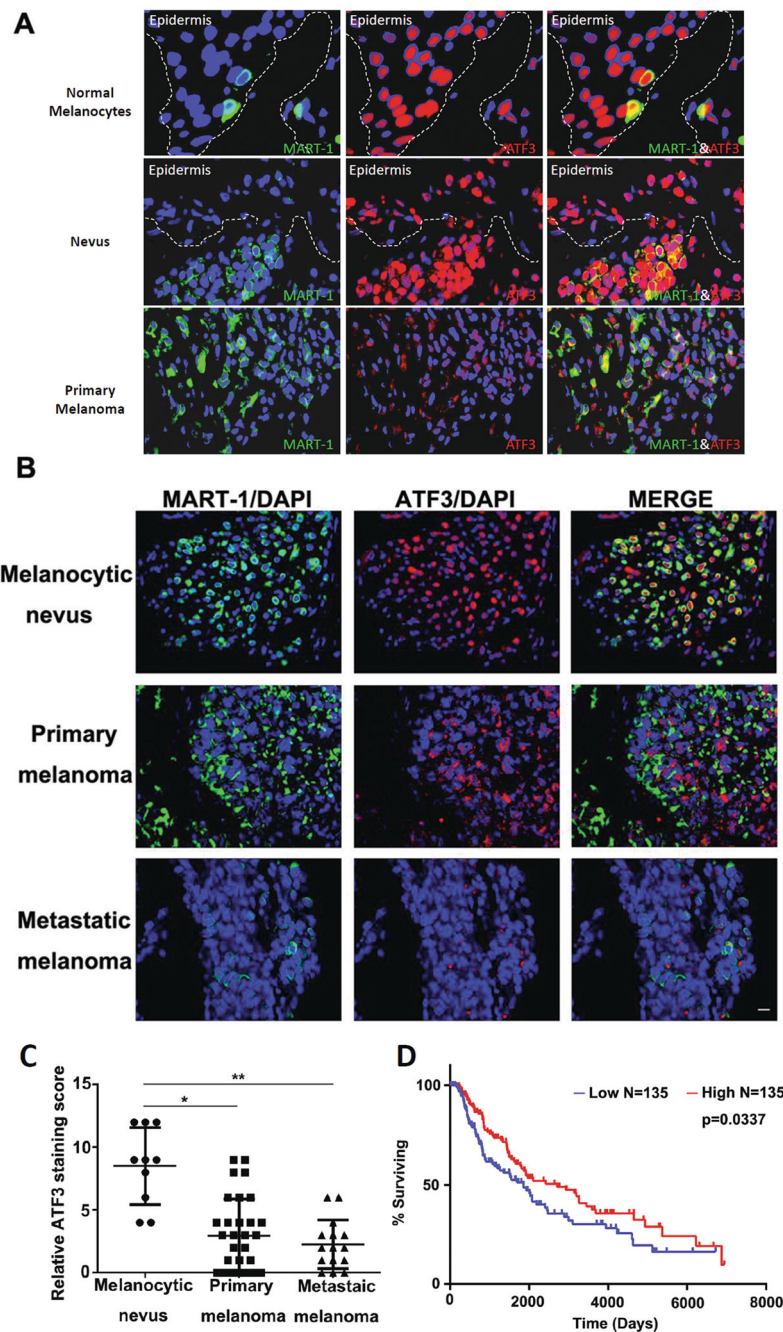 A
Epidermis
Epidermis
Epidermis
Normal
Melanocytes
MART-1
ATF3
MART-1&ATF3
Epidermis
Epidermis
Epidermis
Nevus
MART-1
ATF3
MART-1&ATF3
Primary
Melanoma
MART-1
ATF3
MART-1&ATF3
B
MART-1/DAPI
ATF3/DAPI
MERGE
Melanocytic
nevus
Primary
melanoma
Metastatic
melanoma
C
Relative ATF3 staining score
15
10
5
0
**
*
Melanocytic
nevus
Primary
melanoma
Metastaic
melanoma
D
% Surviving
100
50
0
Low N=135
High N=135
p=0.0337
0
2000
4000
6000
8000
Time (Days)